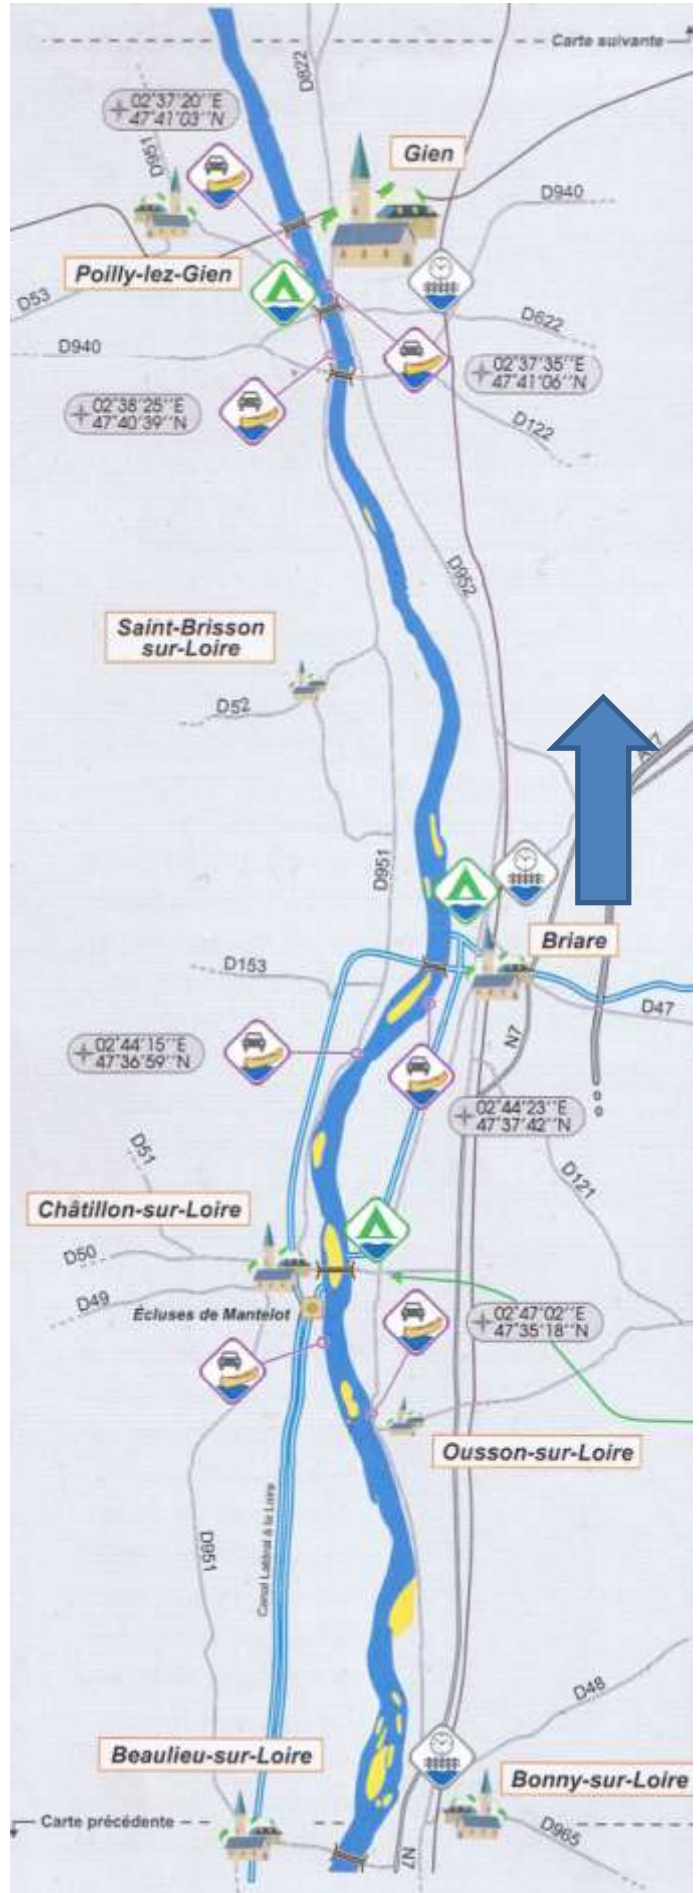 Carte suivante
D822
02°37'20''E
47°41'03''N
D951
Gien
D940
Poilly-lez-Gien
D53
D622
D940
02°37'35''E
47°41'06''N
02°38'25''E
47°40'39''N
D122
D952
Saint-Brisson
sur-Loire
D52
D951
Briare
D153
D47
N7
02°44'15''E
47°36'59''N
02°44'23''E
47°37'42''N
D51
D121
Châtillon-sur-Loire
D50
D49
Écluses de Mantelot
02°47'02''E
47°35'18''N
Ousson-sur-Loire
D951
Canal Latéral à la Loire
D48
Beaulieu-sur-Loire
Bonny-sur-Loire
Carte précédente
N7
D965